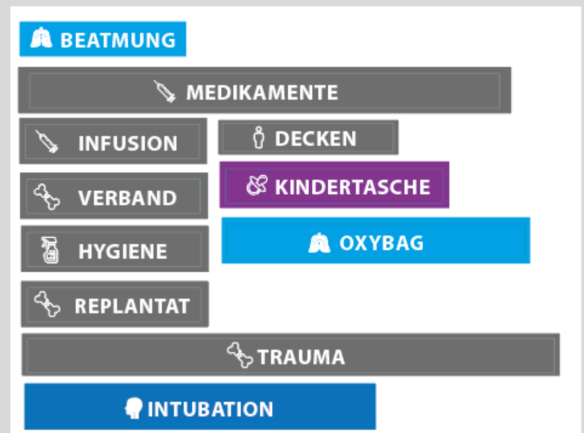 BEATMUNG
MEDIKAMENTE
INFUSION
DECKEN
VERBAND
KINDERTASCHE
HYGIENE
OXYBAG
REPLANTAT
TRAUMA
INTUBATION